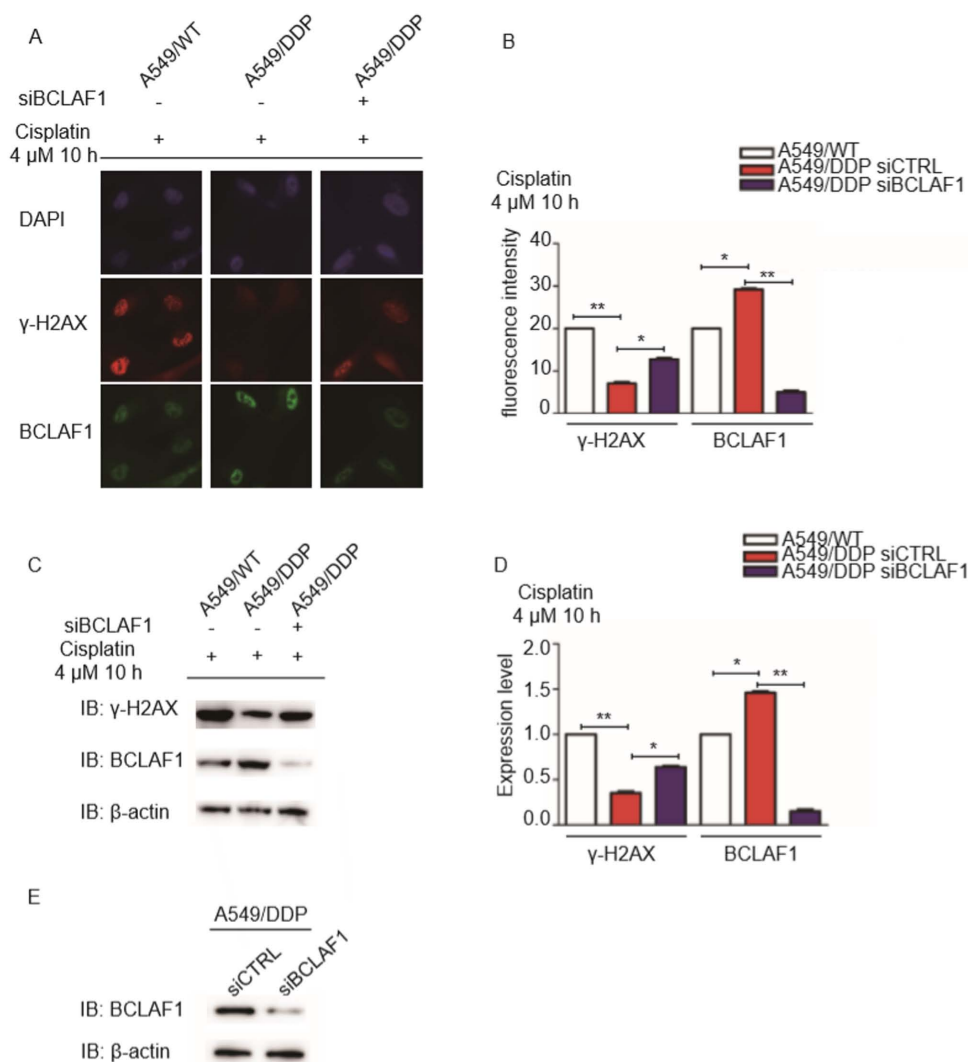 A
A549/WT
A549/DDP
A549/DDP
siBCLAF1
- - +
Cisplatin
4 μM 10 h
+ + +
DAPI
γ-H2AX
BCLAF1
B
A549/WT
A549/DDP siCTRL
A549/DDP siBCLAF1
Cisplatin
4 μM 10 h
fluorescence intensity
40
30
20
10
0
**
*
*
**
γ-H2AX
BCLAF1
C
A549/WT
A549/DDP
A549/DDP
siBCLAF1
- - +
Cisplatin
4 μM 10 h
+ + +
IB: γ-H2AX
IB: BCLAF1
IB: β-actin
D
A549/WT
A549/DDP siCTRL
A549/DDP siBCLAF1
Cisplatin
4 μM 10 h
Expression level
2.0
1.5
1.0
0.5
0.0
**
*
*
**
γ-H2AX
BCLAF1
E
A549/DDP
siCTRL
siBCLAF1
IB: BCLAF1
IB: β-actin